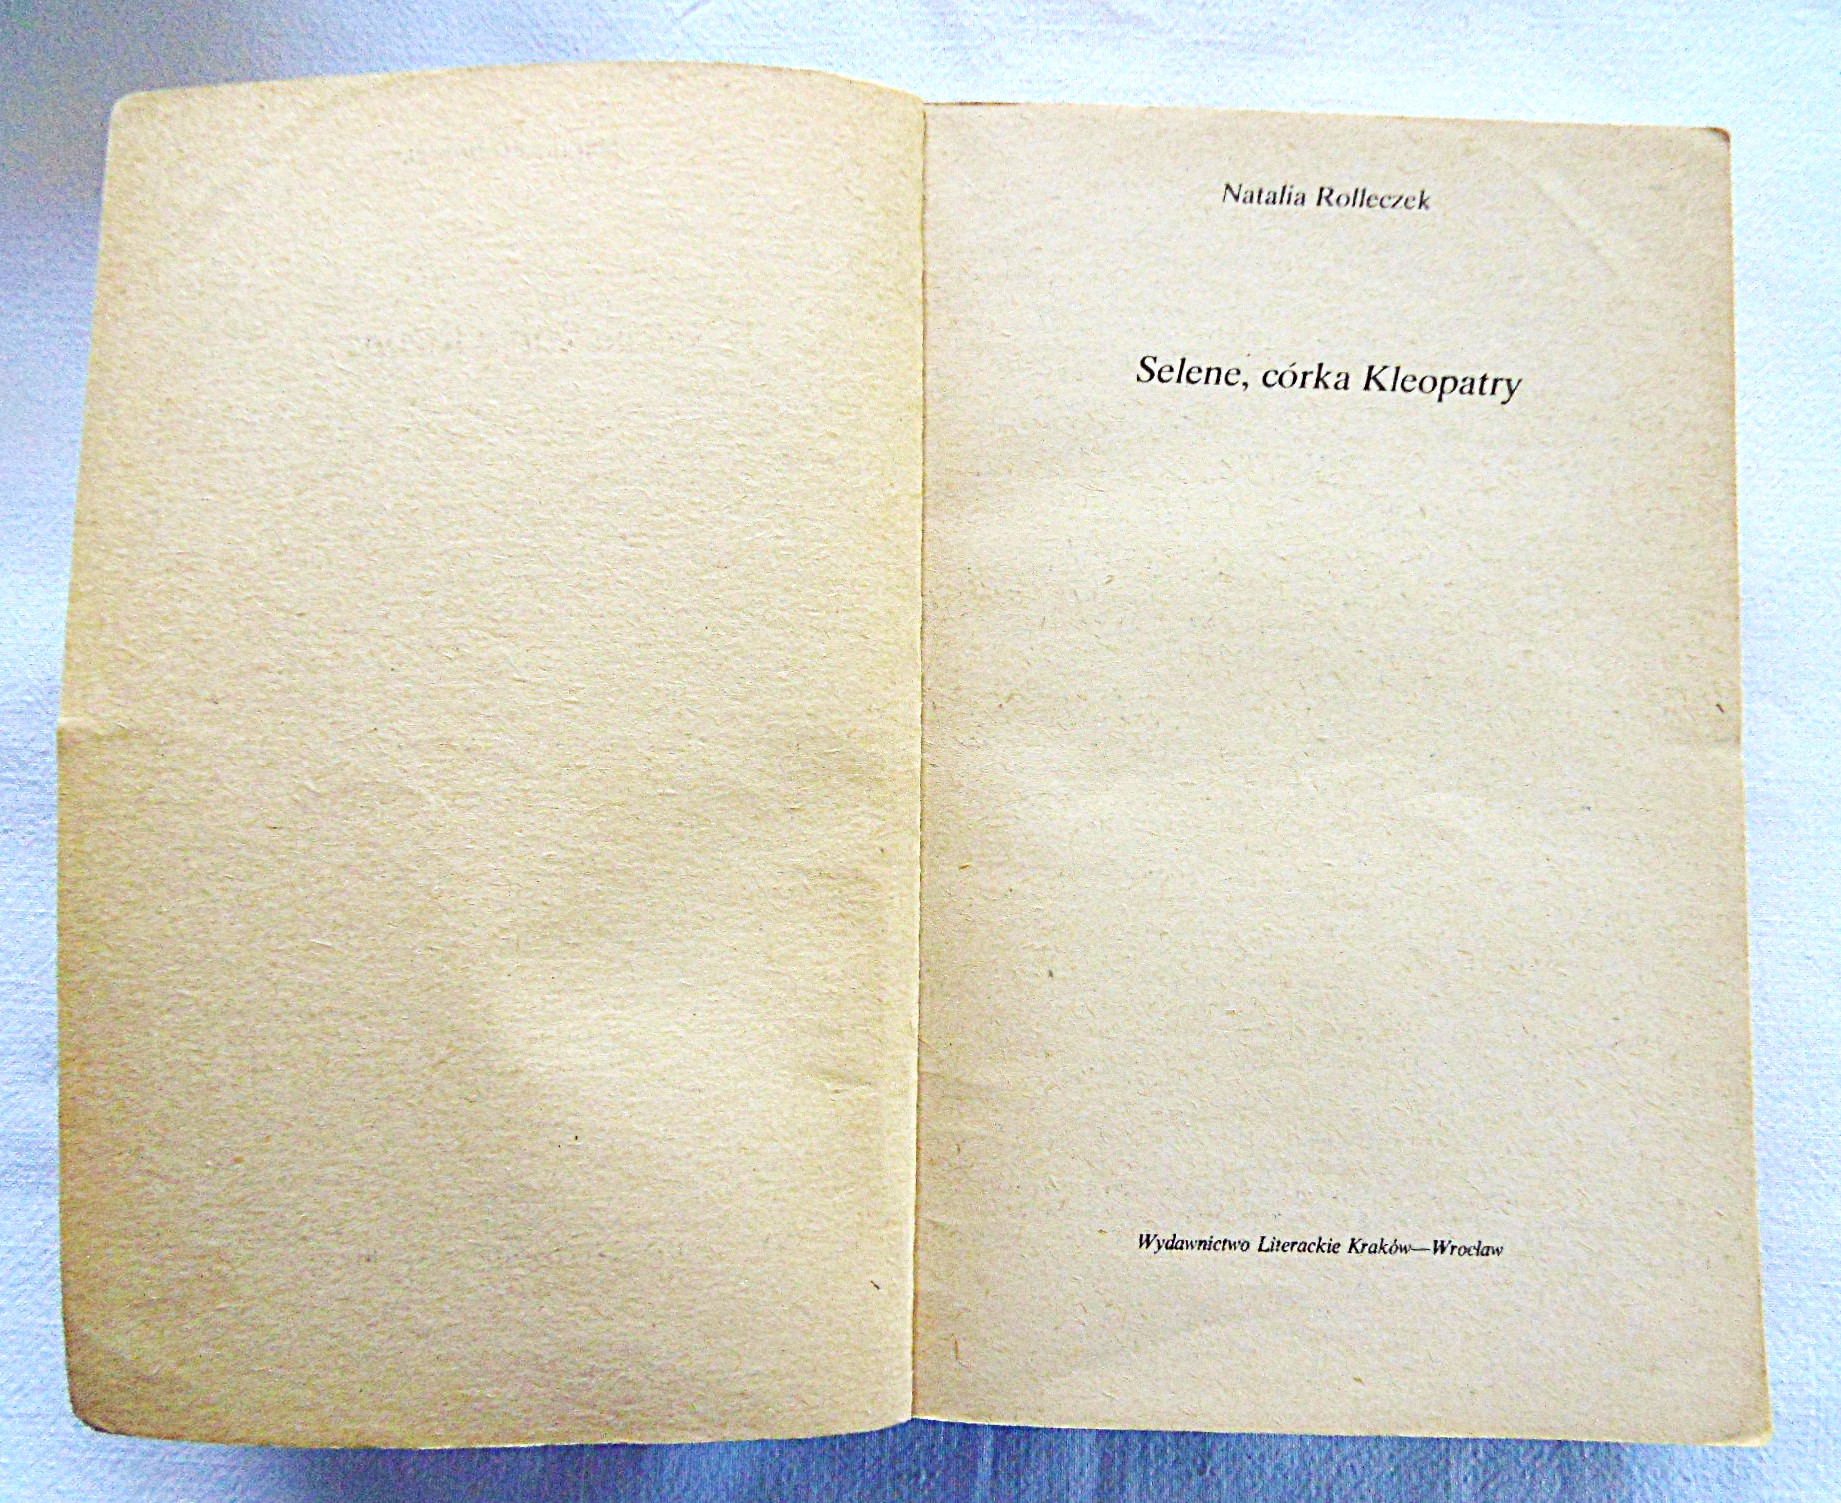 Natalia Rolleczek
Selene, córka Kleopatry
Wydawnictwo Literackie Kraków—Wrocław